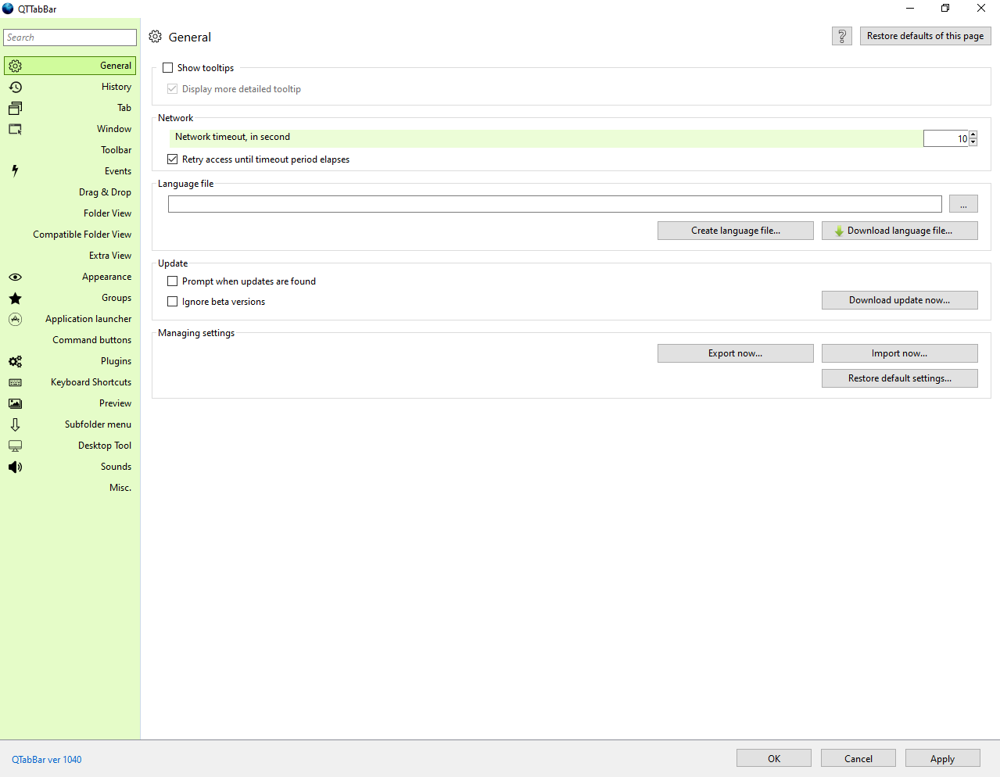 QTTabBar
Search
General
History
Tab
Window
Toolbar
Events
Drag & Drop
Folder View
Compatible Folder View
Extra View
Appearance
Groups
Application launcher
Command buttons
Plugins
Keyboard Shortcuts
Preview
Subfolder menu
Desktop Tool
Sounds
Misc.
General
? Restore defaults of this page
Show tooltips
Display more detailed tooltip
Network
Network timeout, in second 10
Retry access until timeout period elapses
Language file
...
Create language file... Download language file...
Update
Prompt when updates are found
Ignore beta versions
Download update now...
Managing settings
Export now... Import now...
Restore default settings...
QTabBar ver 1040
OK Cancel Apply